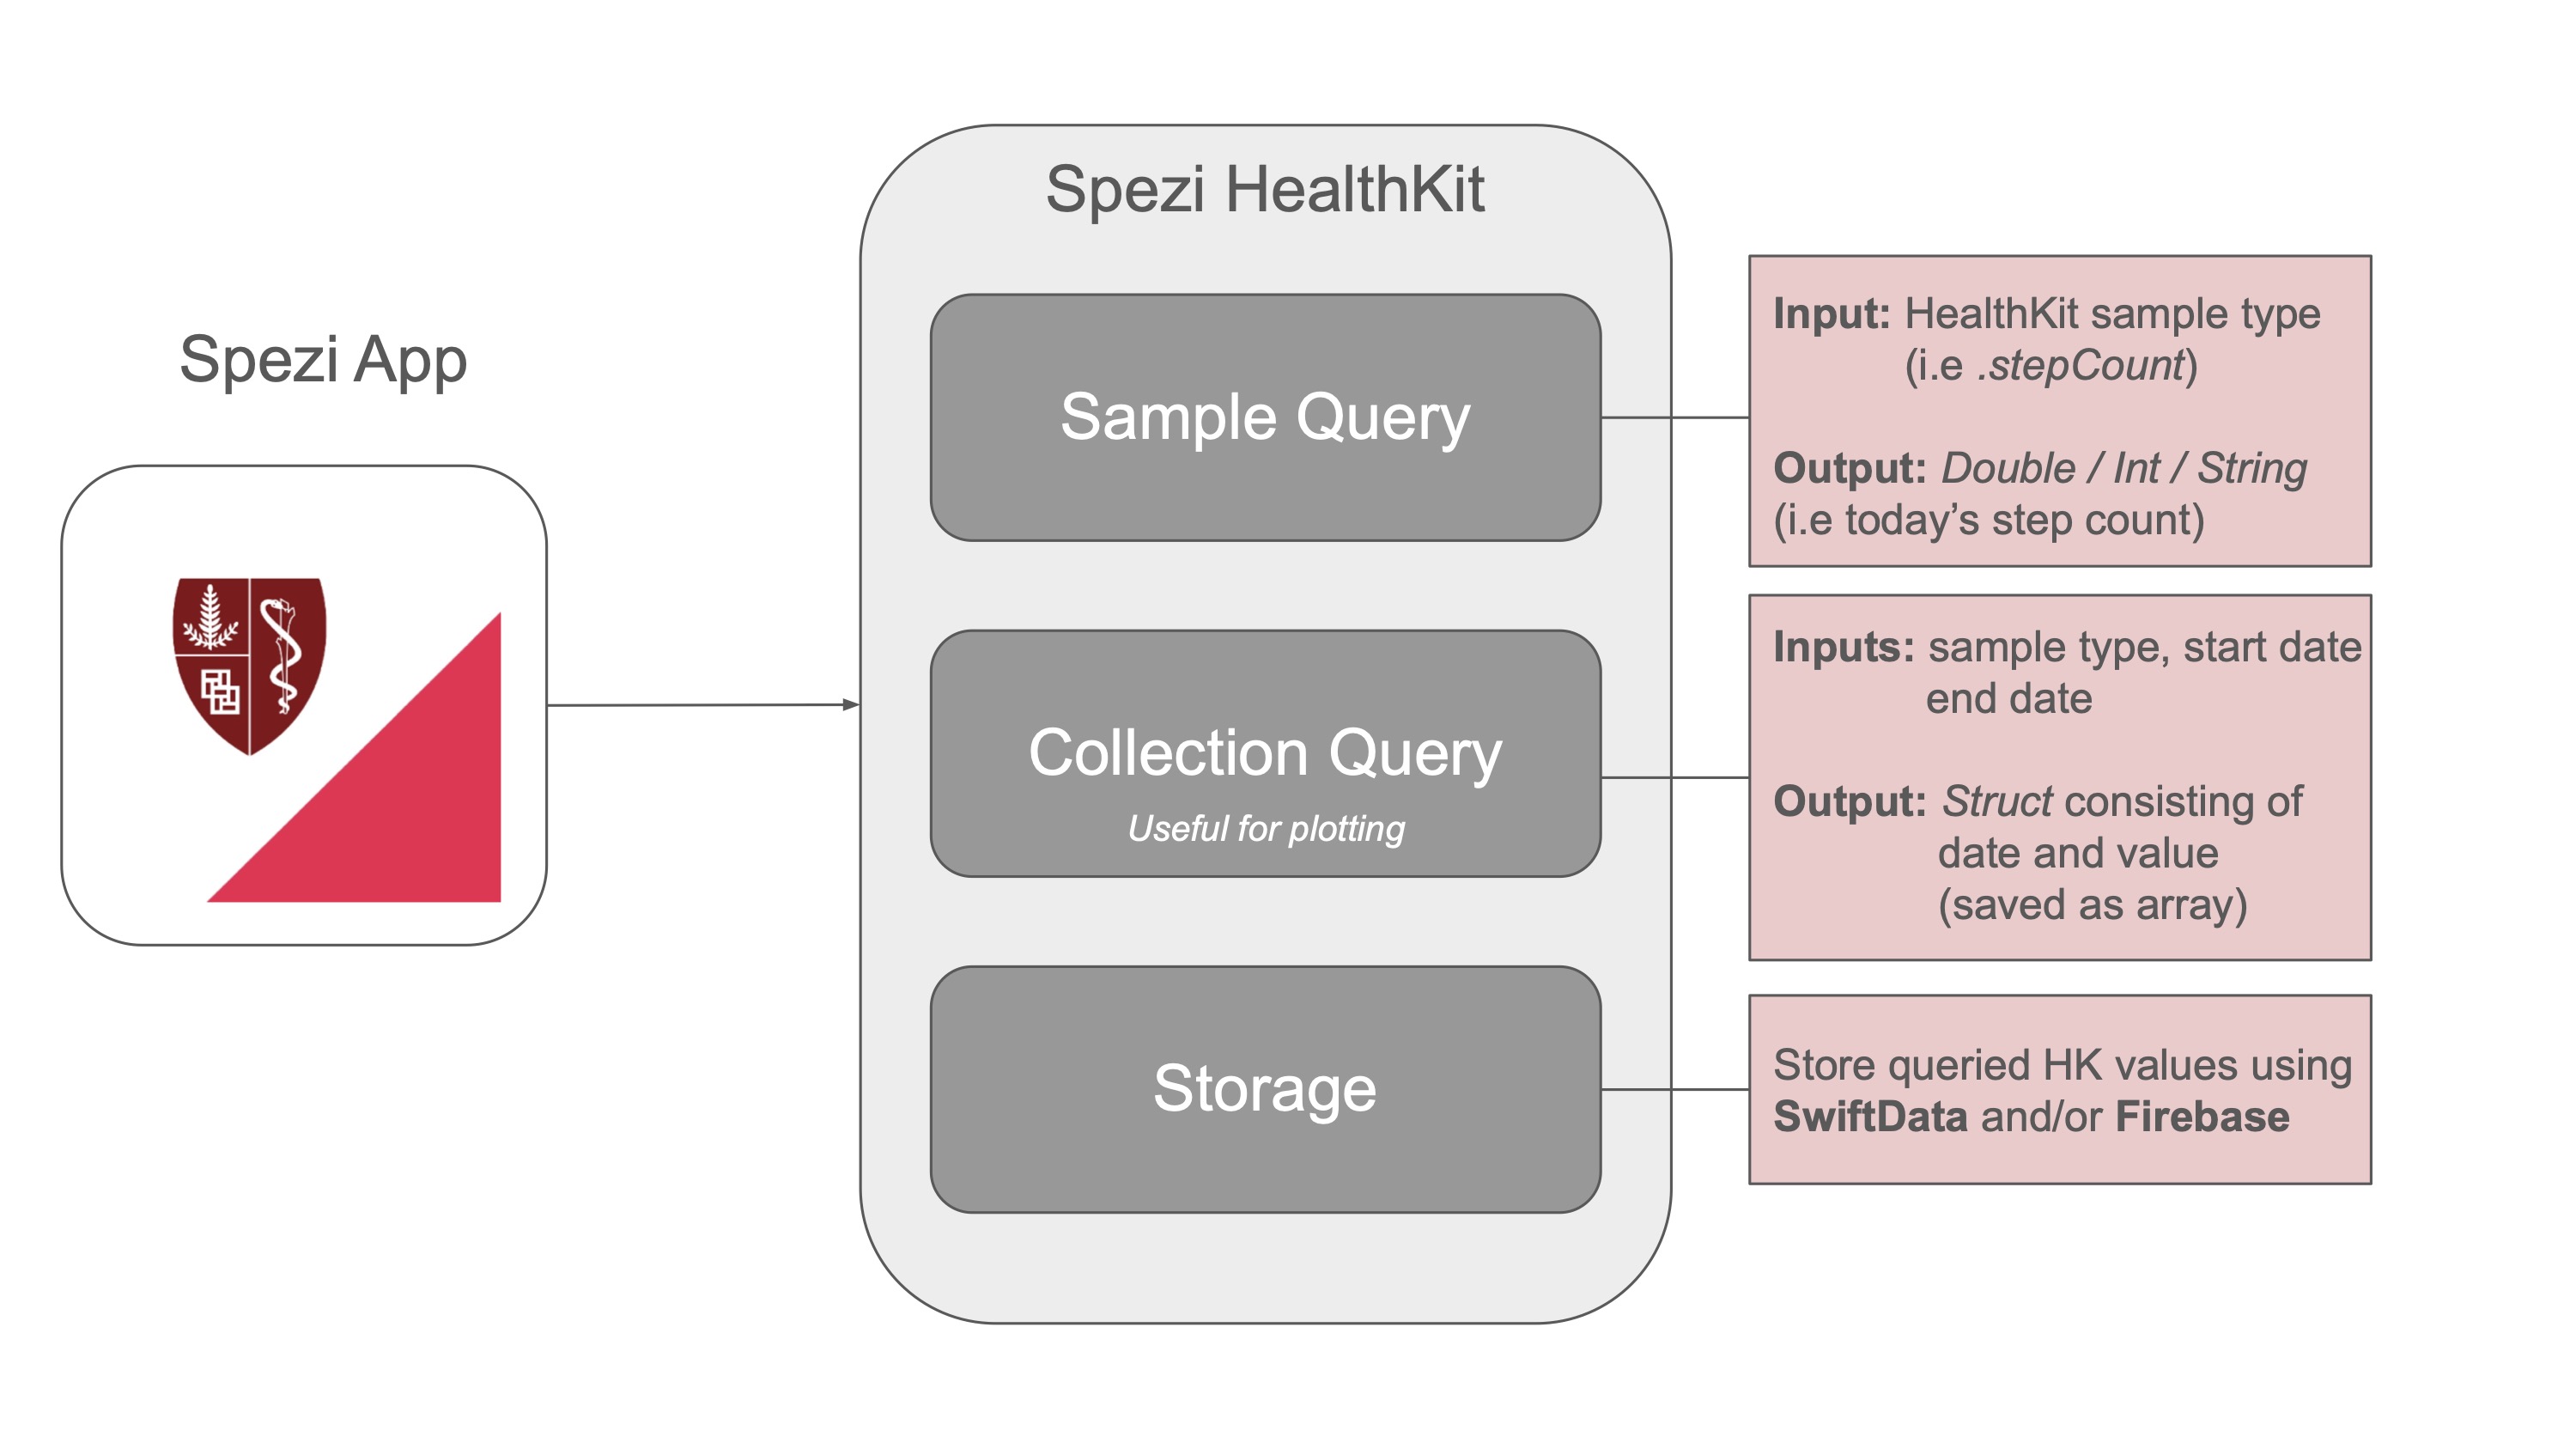 Spezi App
Spezi HealthKit
Sample Query
Collection Query
Useful for plotting
Storage
Input: HealthKit sample type
(i.e .stepCount)
Output: Double / Int / String
(i.e today’s step count)
Inputs: sample type, start date
end date
Output: Struct consisting of
date and value
(saved as array)
Store queried HK values using
SwiftData and/or Firebase